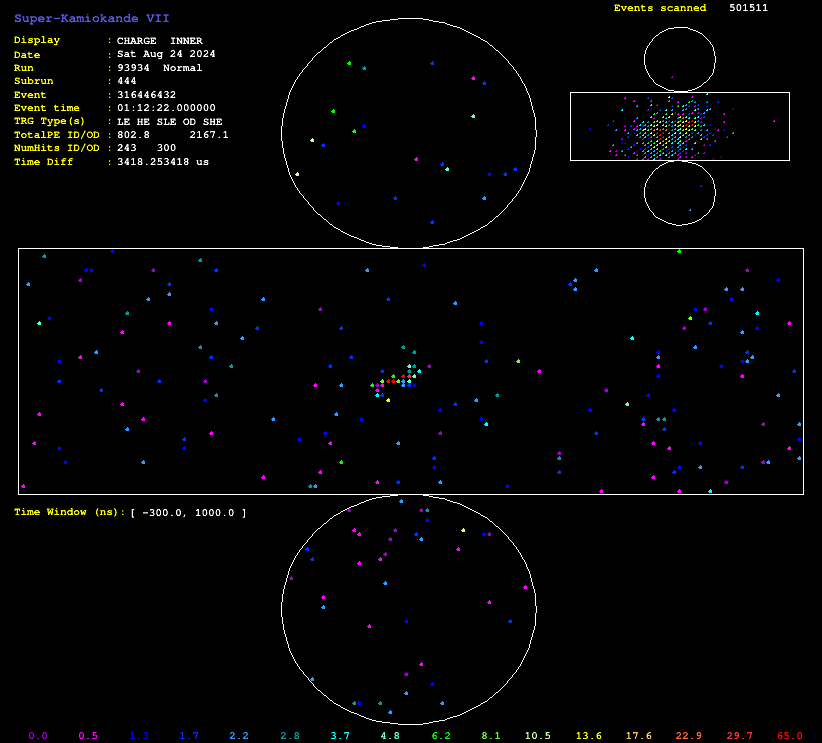 Super-Kamiokande VII
Events scanned 501511
Display : CHARGE INNER
Date : Sat Aug 24 2024
Run : 93934 Normal
Subrun : 444
Event : 316446432
Event time : 01:12:22.000000
TRG Type(s) : LE HE SLE OD SHE
TotalPE ID/OD : 802.8 2167.1
NumHits ID/OD : 243 300
Time Diff : 3418.253418 us
Time Window (ns): [ -300.0, 1000.0 ]
0.0 0.5 1.3 1.7 2.2 2.8 3.7 4.8 6.2 8.1 10.5 13.6 17.6 22.9 29.7 65.0